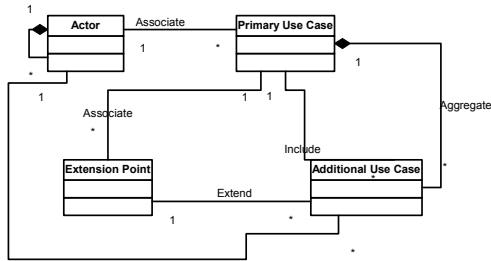 1
Actor
Associate
Primary Use Case
1
*
1
*
1
1
1
Aggregate
Associate
*
Include
Extension Point
Additional Use Case
*
*
Extend
1
*
*